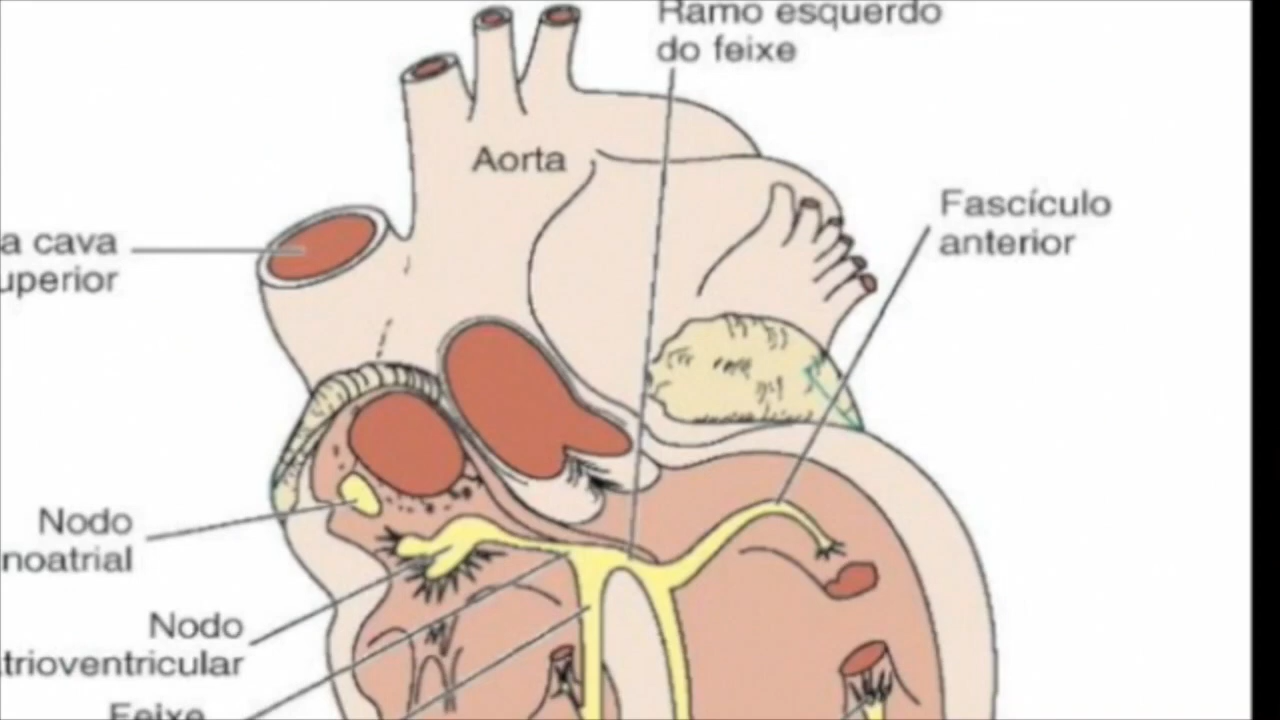 Ramo esquerdo
do feixe
Aorta
Fascículo
anterior
a cava
uperior
Nodo
noatrial
Nodo
trioventricular
Feixe